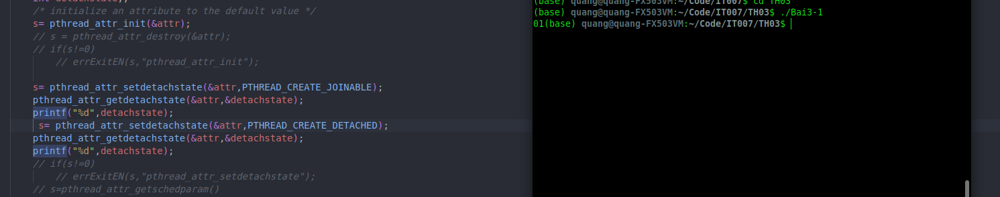 int detachstate;;
/* initialize an attribute to the default value */
s= pthread_attr_init(&attr);
// s = pthread_attr_destroy(&attr);
// if(s!=0)
// errExitEN(s,"pthread_attr_init");
s= pthread_attr_setdetachstate(&attr,PTHREAD_CREATE_JOINABLE);
pthread_attr_getdetachstate(&attr,&detachstate);
printf("%d",detachstate);
s= pthread_attr_setdetachstate(&attr,PTHREAD_CREATE_DETACHED);
pthread_attr_getdetachstate(&attr,&detachstate);
printf("%d",detachstate);
// if(s!=0)
// errExitEN(s,"pthread_attr_setdetachstate");
// s=pthread_attr_getschedparam()
(base) quang@quang-FX503VM:~/Code/IT007$ cd TH03
(base) quang@quang-FX503VM:~/Code/IT007/TH03$ ./Bai3-1
01(base) quang@quang-FX503VM:~/Code/IT007/TH03$